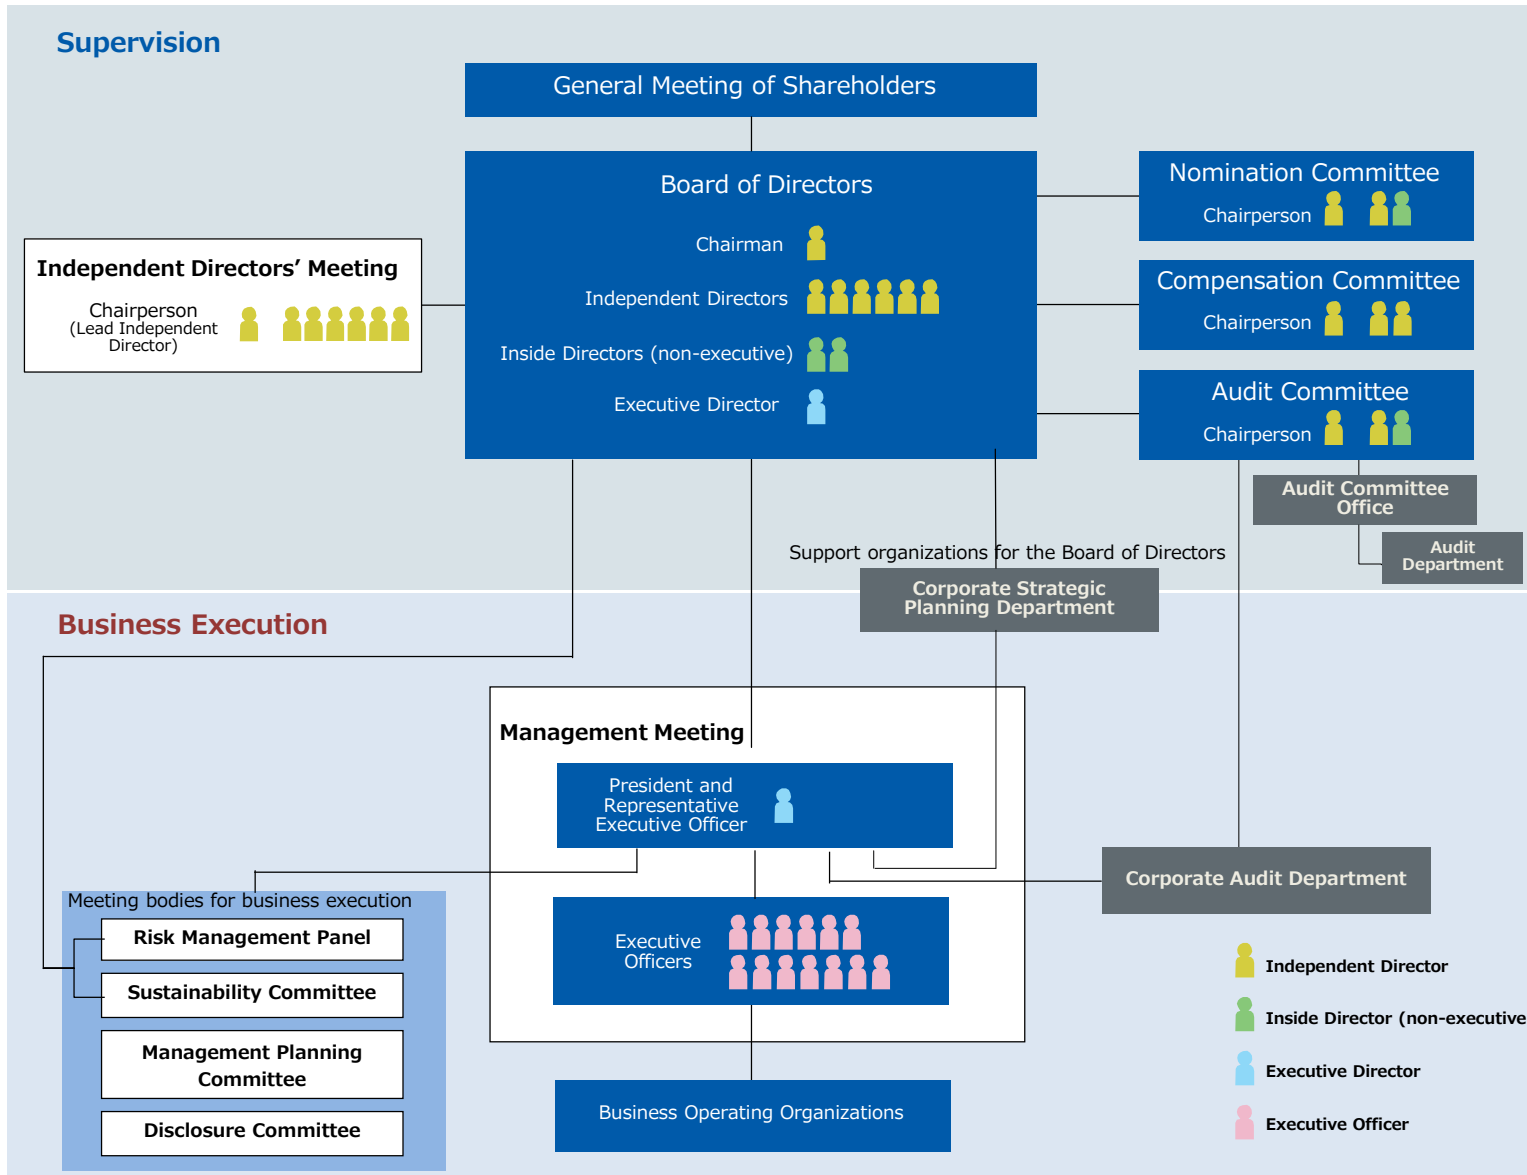 Supervision
General Meeting of Shareholders
Board of Directors
Chairman
Independent Directors
Inside Directors (non-executive)
Executive Director
Independent Directors’ Meeting
Chairperson
(Lead Independent
Director)
Nomination Committee
Chairperson
Compensation Committee
Chairperson
Audit Committee
Chairperson
Audit Committee
Office
Audit
Department
Support organizations for the Board of Directors
Corporate Strategic
Planning Department
Business Execution
Management Meeting
President and
Representative
Executive Officer
Executive
Officers
Business Operating Organizations
Corporate Audit Department
Meeting bodies for business execution
Risk Management Panel
Sustainability Committee
Management Planning
Committee
Disclosure Committee
Independent Director
Inside Director (non-executive
Executive Director
Executive Officer